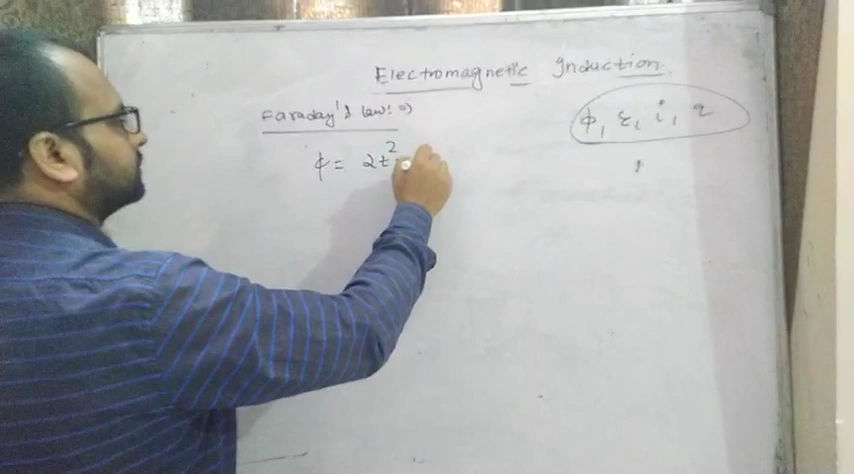 Electromagnetic Induction
Faraday's Law: ⇒
ϕ, ε, i, q
ϕ = 2t²